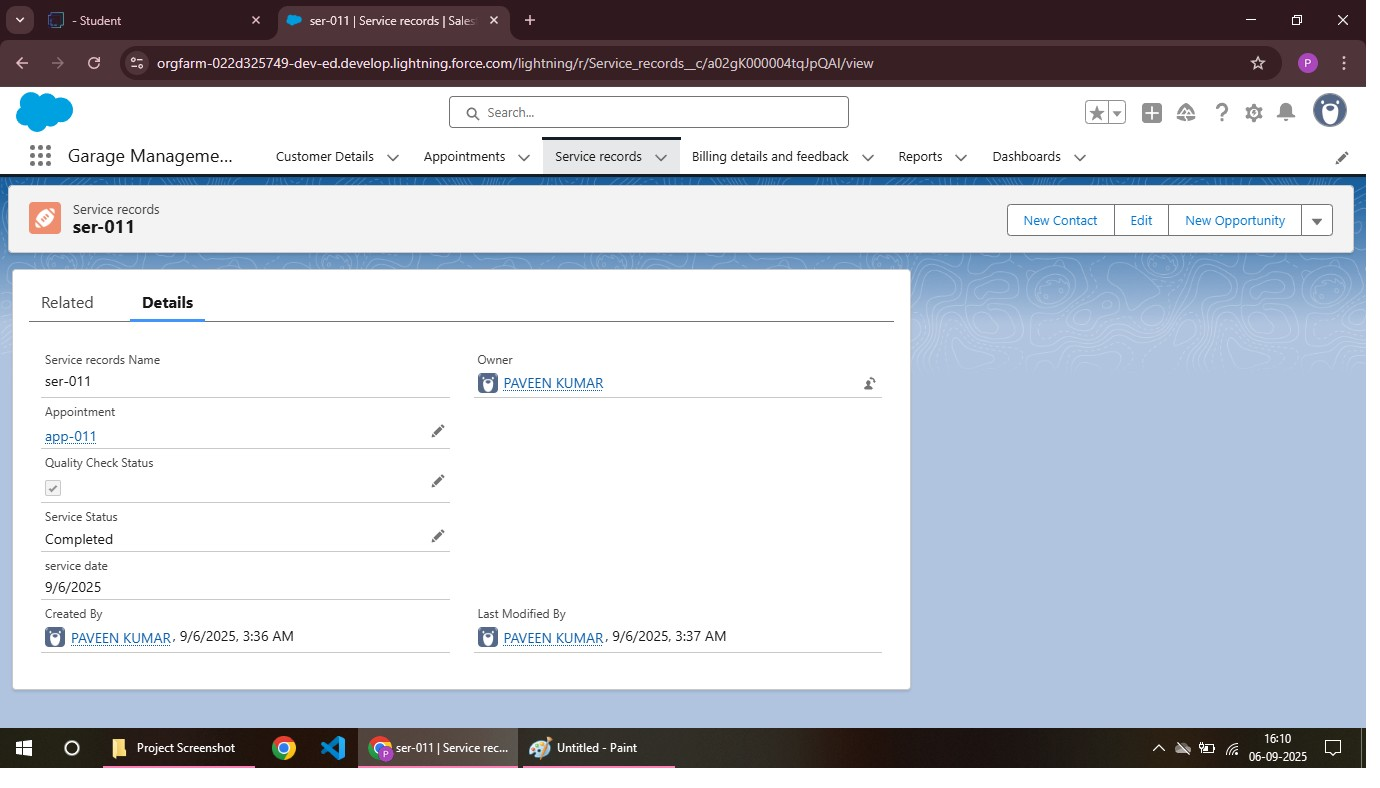 - Student
ser-011 | Service records | Sales
orgfarm-022d325749-dev-ed.develop.lightning.force.com/lightning/r/Service_records__c/a02gK000004tqJpQAI/view
P
Search...
Garage Manageme...
Customer Details
Appointments
Service records
Billing details and feedback
Reports
Dashboards
Service records
ser-011
New Contact
Edit
New Opportunity
Related
Details
Service records Name
ser-011
Owner
PAVEEN KUMAR
Appointment
app-011
Quality Check Status
Service Status
Completed
service date
9/6/2025
Created By
PAVEEN KUMAR, 9/6/2025, 3:36 AM
Last Modified By
PAVEEN KUMAR, 9/6/2025, 3:37 AM
Project Screenshot
P
ser-011 | Service rec...
Untitled - Paint
16:10
06-09-2025